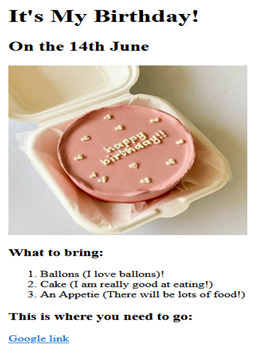 It's My Birthday!
On the 14th June
happy
birthday!!
What to bring:
1. Ballons (I love ballons)!
2. Cake (I am really good at eating!)
3. An Appetie (There will be lots of food!)
This is where you need to go:
Google link